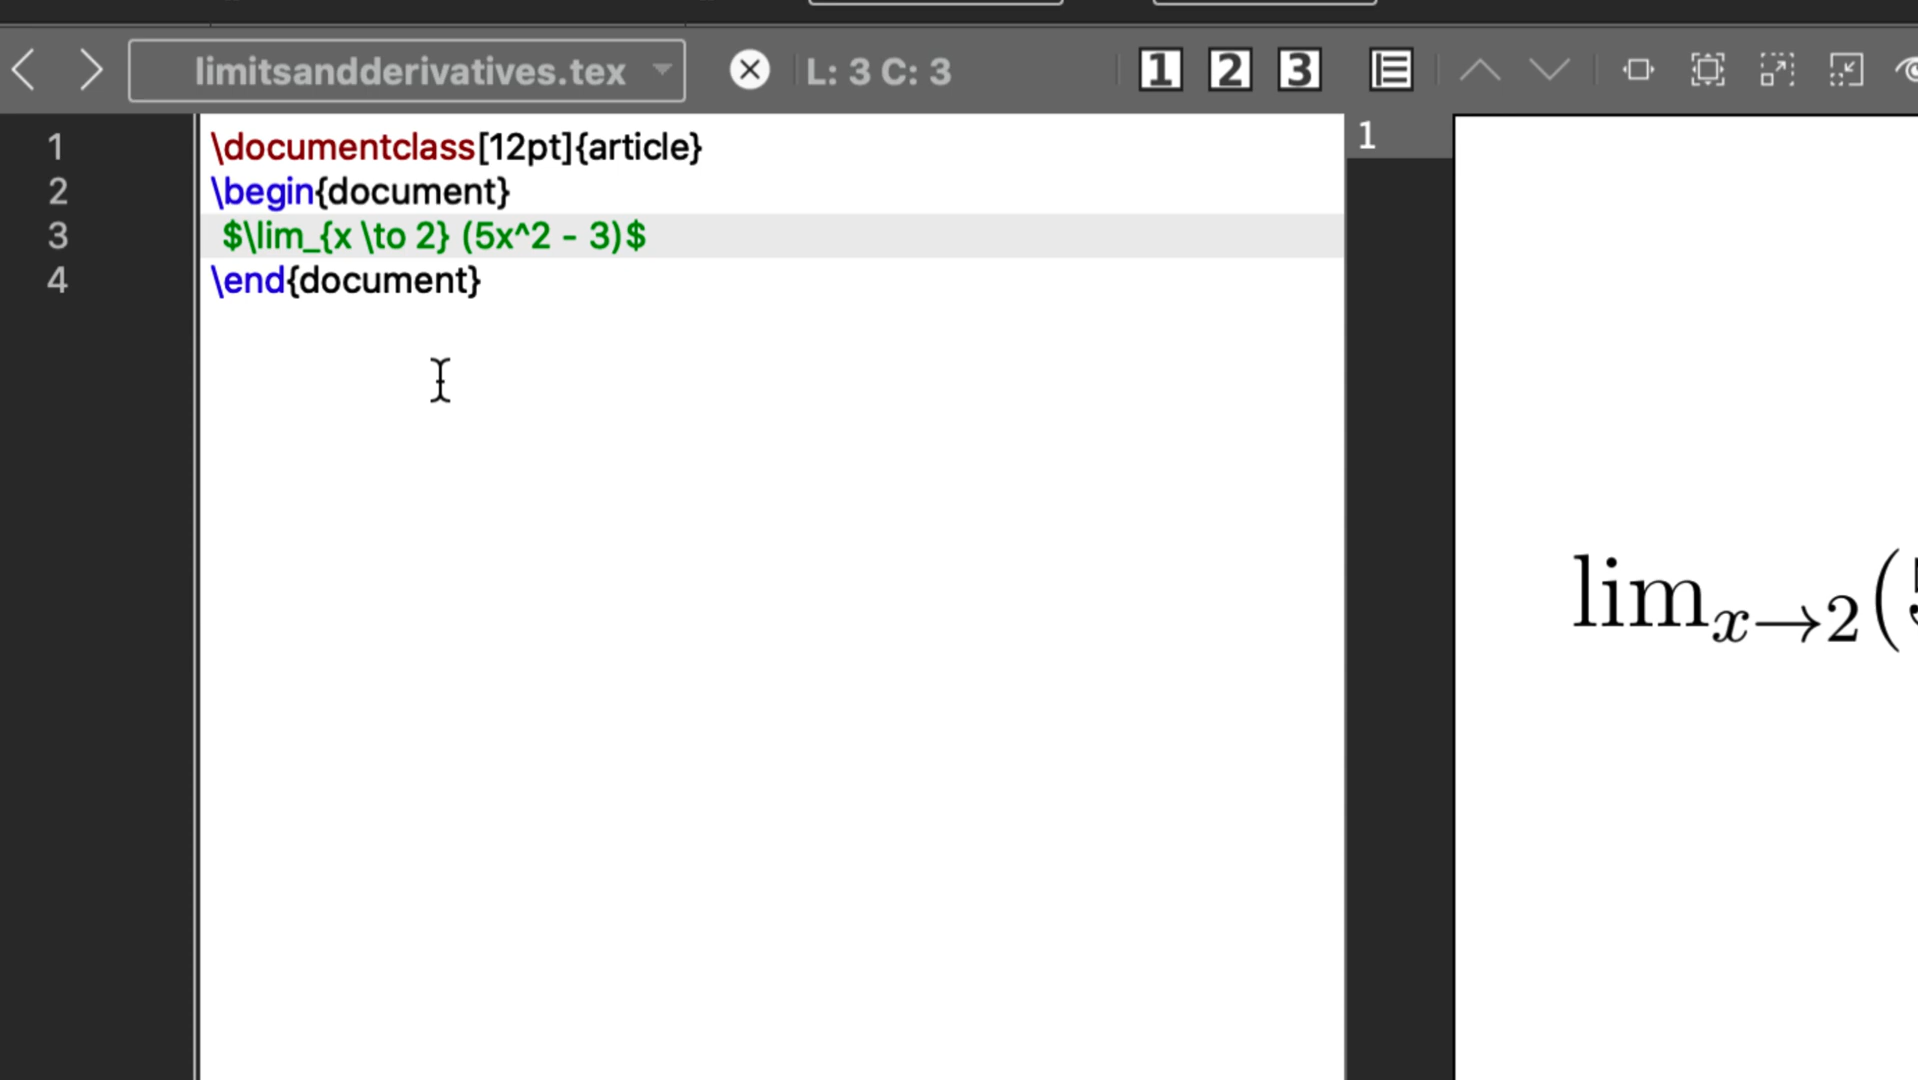 limitsandderivatives.tex L: 3 C: 3 1 2 3
1 \documentclass[12pt]{article}
2 \begin{document}
3 $\lim_{x \to 2} (5x^2 - 3)$
4 \end{document}
1
lim x→2 (